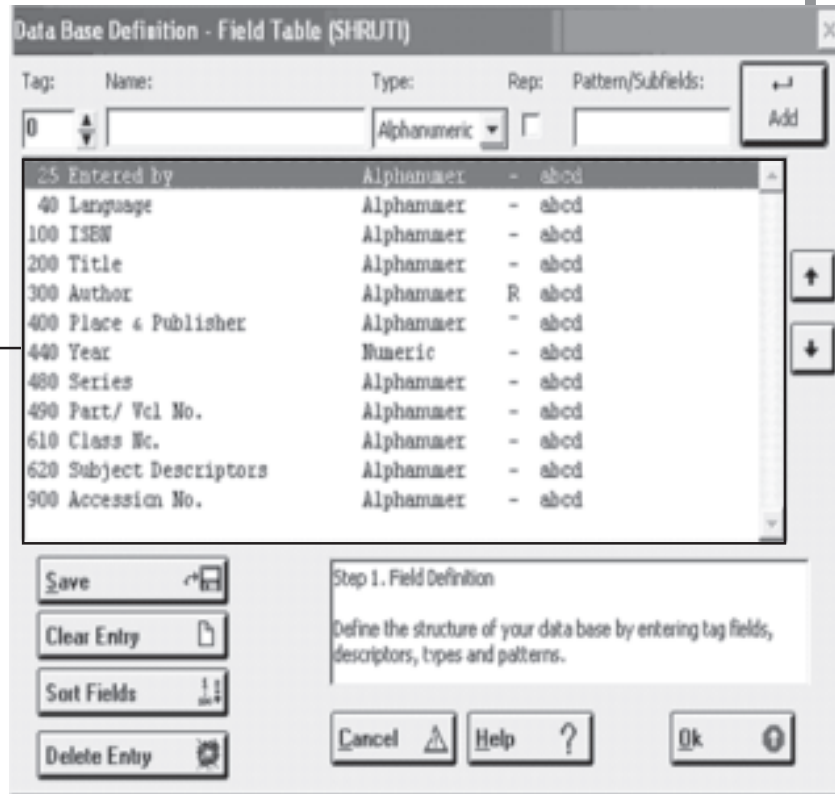 Data Base Definition - Field Table (SHRUTI)
Tag: Name: Type: Rep: Pattern/Subfields:
0 Alphanumeric Add
25 Entered by Alphanumer - abcd
40 Language Alphanumer - abcd
100 ISBN Alphanumer - abcd
200 Title Alphanumer - abcd
300 Author Alphanumer R abcd
400 Place & Publisher Alphanumer - abcd
440 Year Numeric - abcd
480 Series Alphanumer - abcd
490 Part/ Vol No. Alphanumer - abcd
610 Class No. Alphanumer - abcd
620 Subject Descriptors Alphanumer - abcd
900 Accession No. Alphanumer - abcd
Save
Clear Entry
Sort Fields
Delete Entry
Step 1. Field Definition
Define the structure of your data base by entering tag fields,
descriptors, types and patterns.
Cancel Help ? Ok